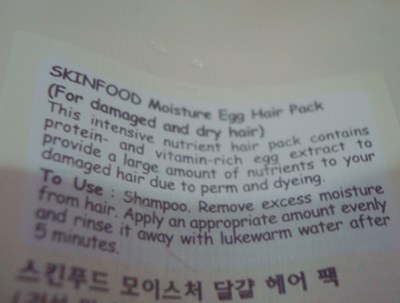 SKINFOOD Moisture Egg Hair Pack
(For damaged and dry hair)
This intensive nutrient hair pack contains
protein- and vitamin-rich egg extract to
provide a large amount of nutrients to your
damaged hair due to perm and dyeing.
To Use : Shampoo. Remove excess moisture
from hair. Apply an appropriate amount evenly
and rinse it away with lukewarm water after
5 minutes.
스킨푸드 모이스처 달걀 헤어 팩